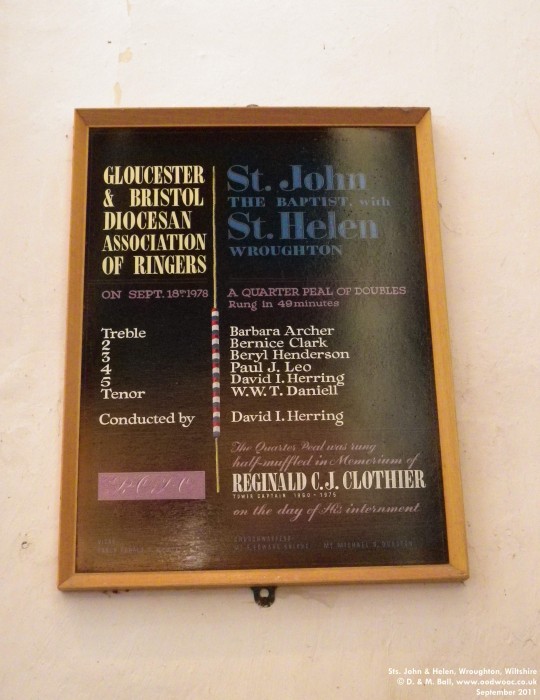 GLOUCESTER
& BRISTOL
DIOCESAN
ASSOCIATION
OF RINGERS
St. John
THE BAPTIST, with
St. Helen
WROUGHTON
ON SEPT. 18TH 1978
A QUARTER PEAL OF DOUBLES
Rung in 49 minutes
Treble Barbara Archer
2 Bernice Clark
3 Beryl Henderson
4 Paul J. Leo
5 David I. Herring
Tenor W.W.T. Daniell
Conducted by David I. Herring
The Quarter Peal was rung
half-muffled in Memorium of
REGINALD C.J. CLOTHIER
TOWER CAPTAIN 1960 - 1975
on the day of His internment
Sts. John & Helen, Wroughton, Wiltshire
© D. & M. Ball, www.oodwooc.co.uk
September 2011